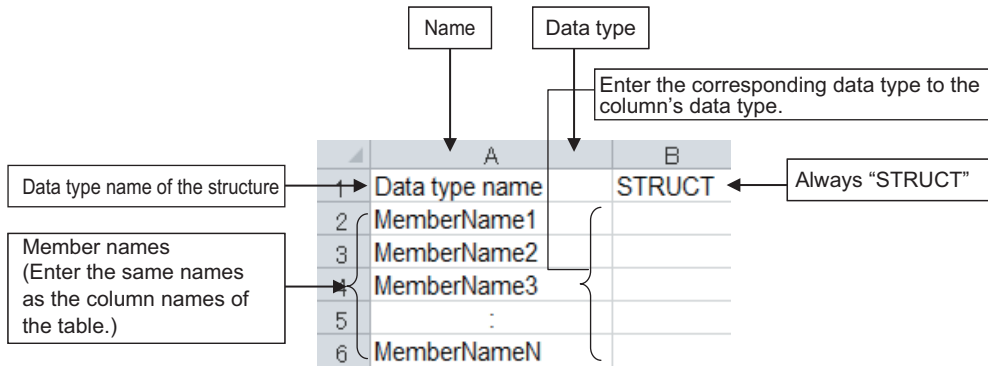 Name
Data type
Enter the corresponding data type to the
column's data type.
A
B
Data type name of the structure
1
Data type name
STRUCT
Always “STRUCT”
Member names
(Enter the same names
as the column names of
the table.)
2
MemberName1
3
MemberName2
4
MemberName3
5
:
6
MemberNameN